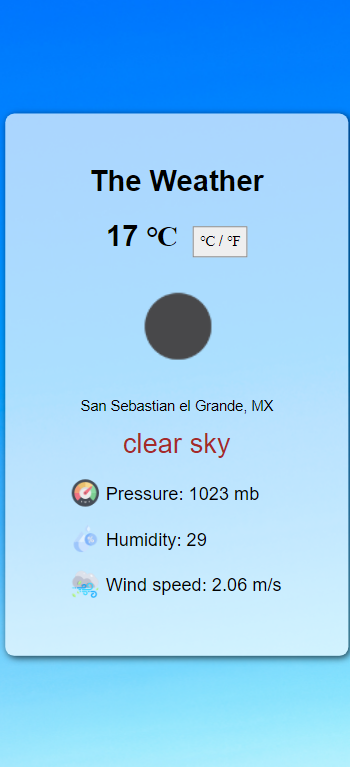 The Weather
17 °C °C / °F
San Sebastian el Grande, MX
clear sky
Pressure: 1023 mb
Humidity: 29
Wind speed: 2.06 m/s